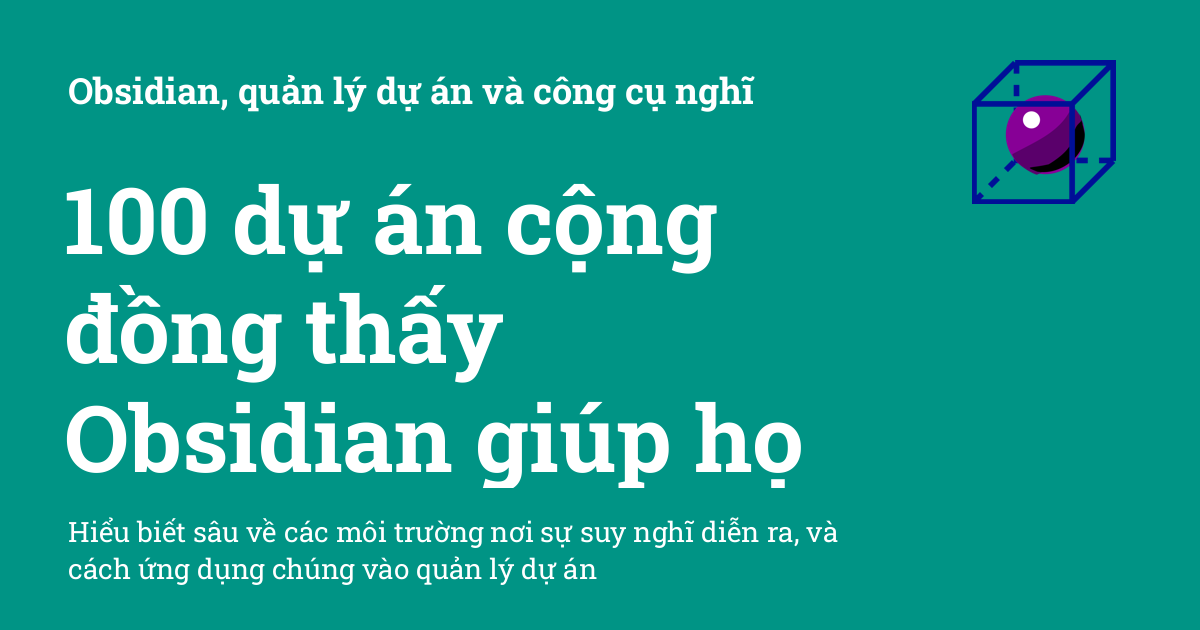 Obsidian, quản lý dự án và công cụ nghĩ
100 dự án cộng
đồng thấy
Obsidian giúp họ
Hiểu biết sâu về các môi trường nơi sự suy nghĩ diễn ra, và
cách ứng dụng chúng vào quản lý dự án